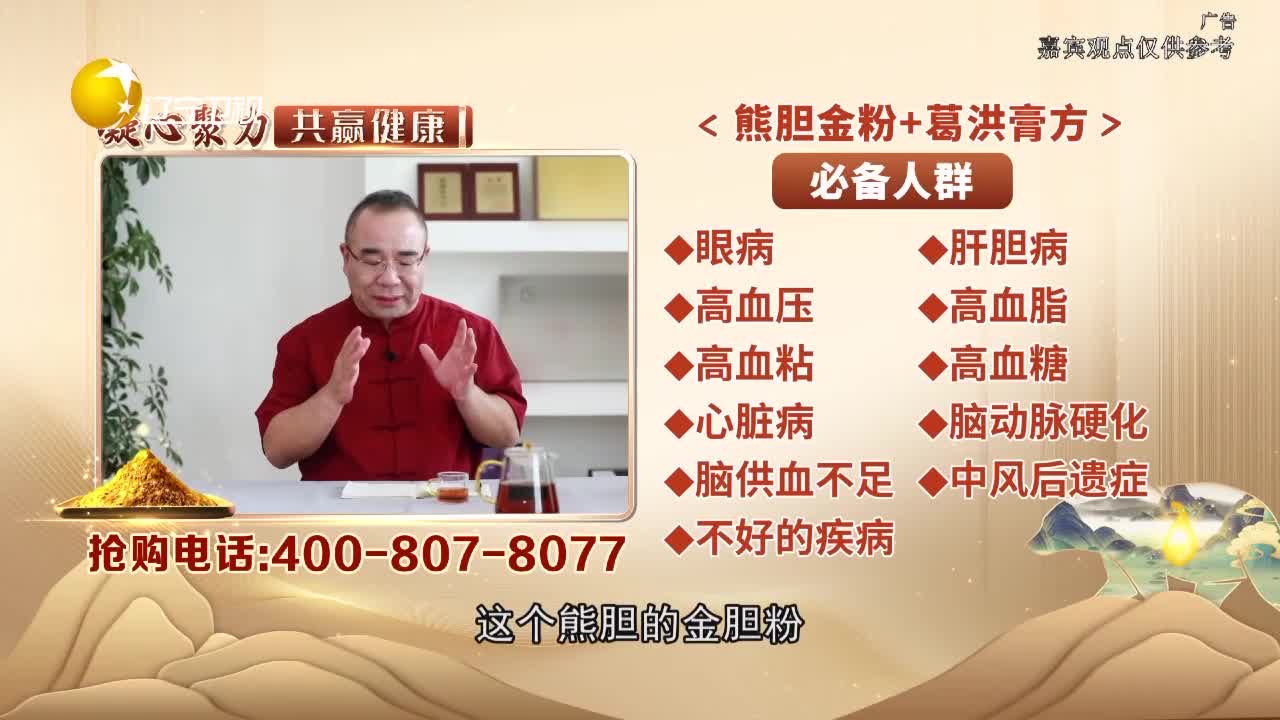 广告
嘉宾观点仅供参考
辽宁卫视
凝心聚力 共赢健康
<熊胆金粉+葛洪膏方>
必备人群
◆眼病 ◆肝胆病
◆高血压 ◆高血脂
◆高血粘 ◆高血糖
◆心脏病 ◆脑动脉硬化
◆脑供血不足 ◆中风后遗症
◆不好的疾病
抢购电话:400-807-8077
这个熊胆的金胆粉